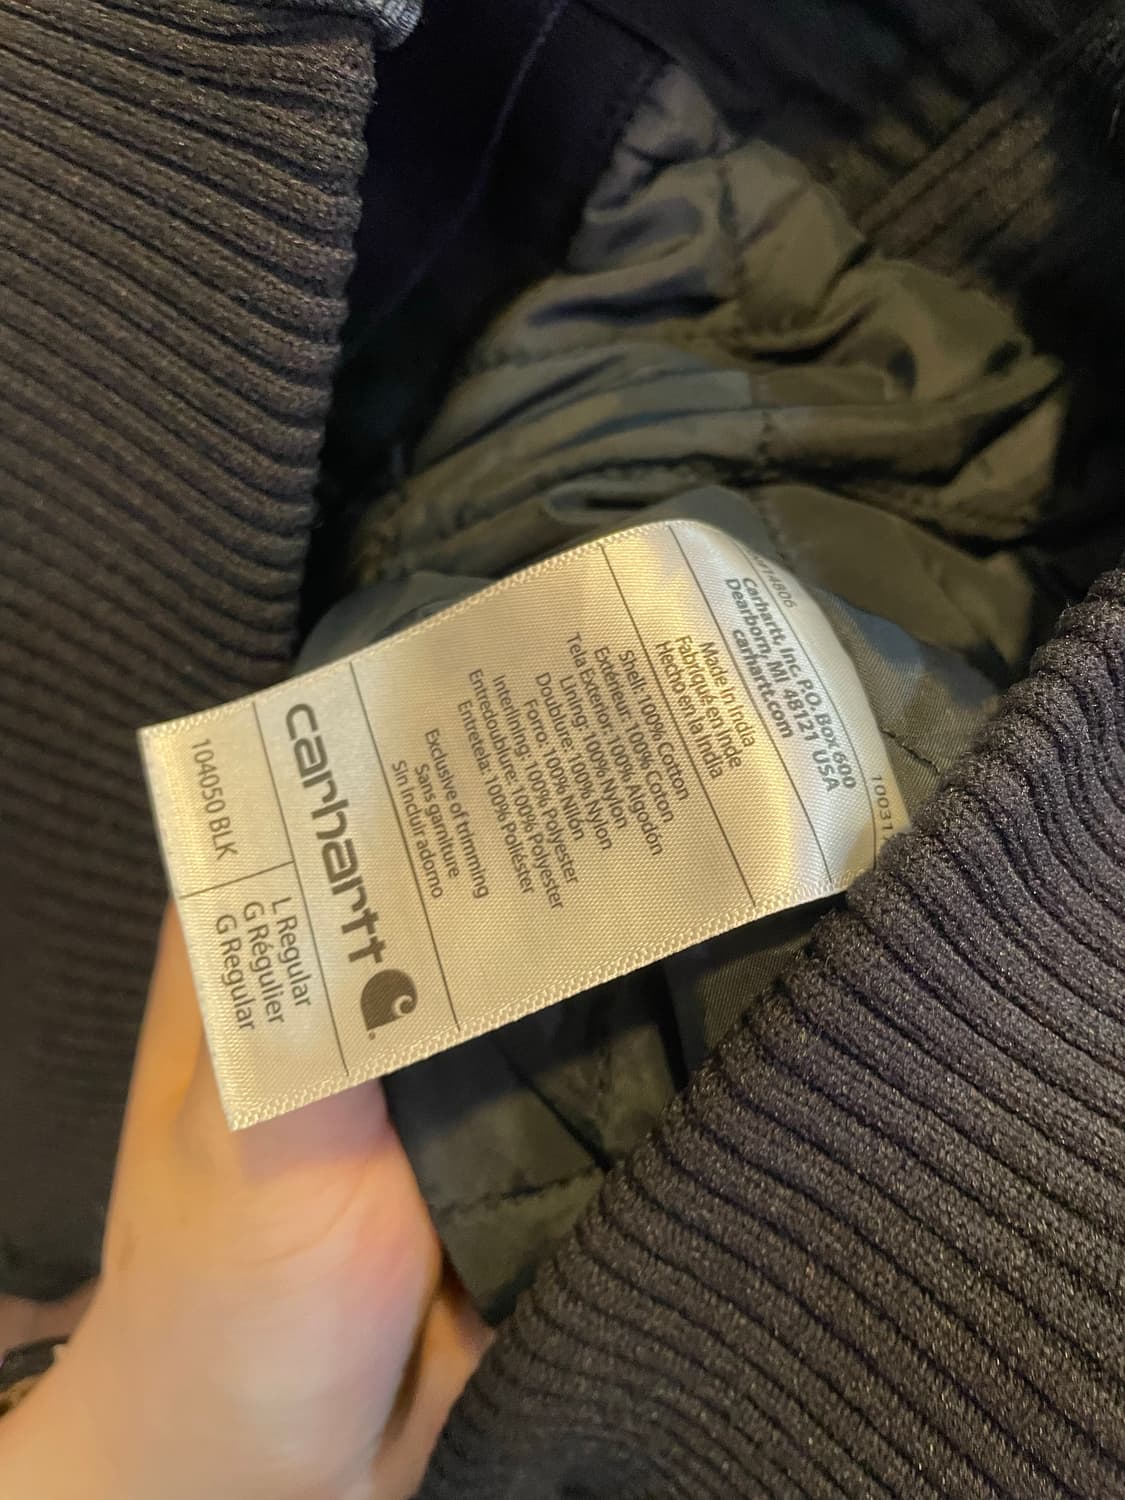 Carhartt, Inc. P.O. Box 600
Dearborn, MI 48121 USA
carhartt.com
Made in India
Fabriqué en Inde
Hecho en la India
Shell: 100% Cotton
Extérieur: 100% Coton
Tela Exterior: 100% Algodón
Lining: 100% Nylon
Doublure: 100% Nylon
Forro: 100% Nilón
Interlining: 100% Polyester
Entredoublure: 100% Polyester
Entretela: 100% Poliéster
Exclusive of trimming
Sans garniture
Sin incluir adorno
carhartt
104050 BLK
L Regular
G Régulier
G Regular